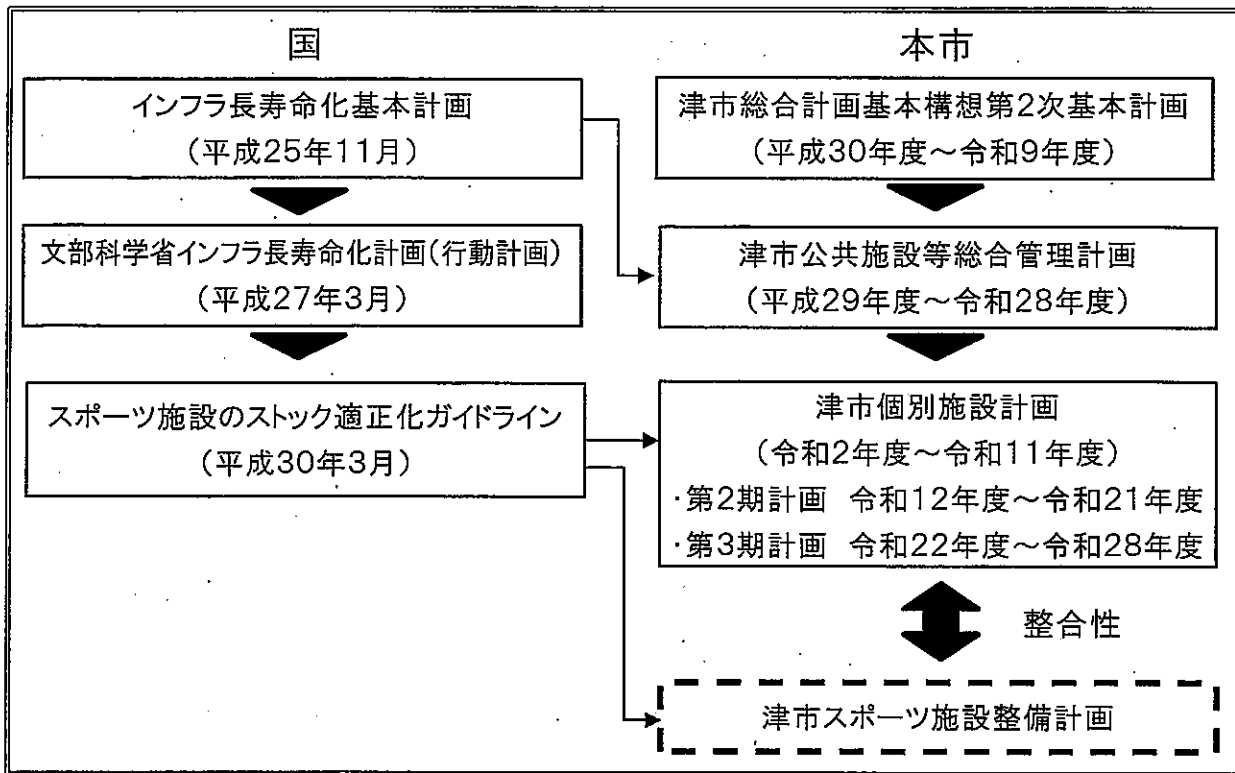 国
インフラ長寿命化基本計画
(平成25年11月)
文部科学省インフラ長寿命化計画(行動計画)
(平成27年3月)
スポーツ施設のストック適正化ガイドライン
(平成30年3月)
本市
津市総合計画基本構想第2次基本計画
(平成30年度~令和9年度)
津市公共施設等総合管理計画
(平成29年度~令和28年度)
津市個別施設計画
(令和2年度~令和11年度)
・第2期計画 令和12年度~令和21年度
・第3期計画 令和22年度~令和28年度
整合性
津市スポーツ施設整備計画